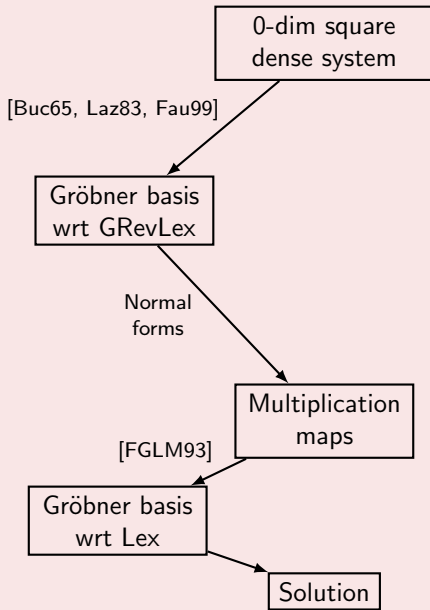 0-dim square
dense system
[Buc65, Laz83, Fau99]
Gröbner basis
wrt GRevLex
Normal
forms
Multiplication
maps
[FGLM93]
Gröbner basis
wrt Lex
Solution